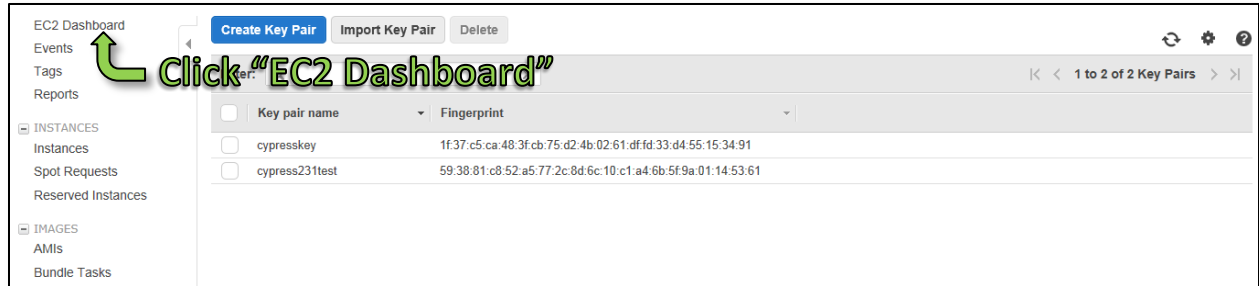 EC2 Dashboard
Events
Tags
Reports
INSTANCES
Instances
Spot Requests
Reserved Instances
IMAGES
AMIs
Bundle Tasks
Create Key Pair Import Key Pair Delete
Click "EC2 Dashboard"
1 to 2 of 2 Key Pairs
Key pair name Fingerprint
cypresskey 1f:37:c5:ca:48:3f:cb:75:d2:4b:02:61:df:fd:33:d4:55:15:34:91
cypress231test 59:38:81:c8:52:a5:77:2c:8d:6c:10:c1:a4:6b:5f:9a:01:14:53:61